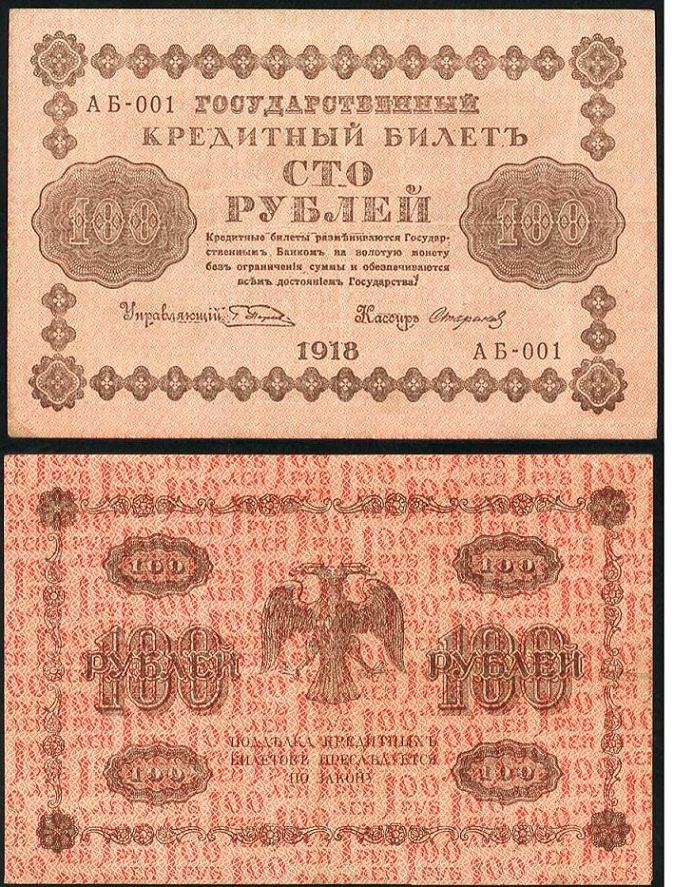 АБ-001 ГОСУДАРСТВЕННЫЙ
КРЕДИТНЫЙ БИЛЕТЪ
СТО
РУБЛЕЙ
100 100
Кредитные билеты размѣниваются Государ-
ственнымъ Банкомъ на золотую монету
безъ ограниченія суммы и обезпечиваются
всѣмъ достояніемъ Государства.
Управляющій Кассиръ
1918 АБ-001
100 100
100 100
РУБЛЕЙ РУБЛЕЙ
ПОДДѢЛКА КРЕДИТНЫХЪ
БИЛЕТОВЪ ПРЕСЛѢДУЕТСЯ
ПО ЗАКОНУ
100 100